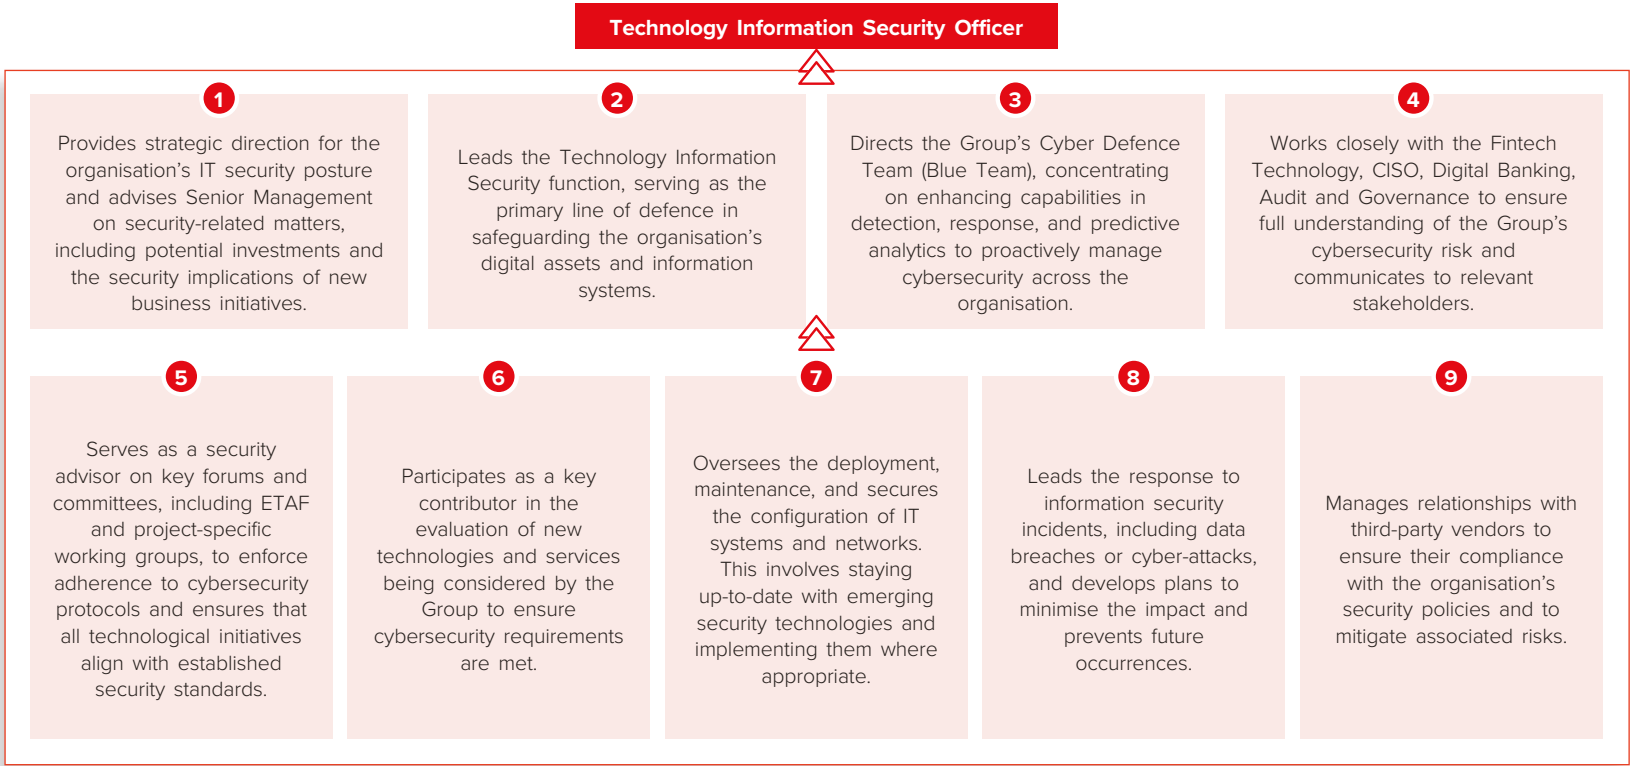 Technology Information Security Officer
1
Provides strategic direction for the
organisation's IT security posture
and advises Senior Management
on security-related matters,
including potential investments and
the security implications of new
business initiatives.
2
Leads the Technology Information
Security function, serving as the
primary line of defence in
safeguarding the organisation's
digital assets and information
systems.
3
Directs the Group's Cyber Defence
Team (Blue Team), concentrating
on enhancing capabilities in
detection, response, and predictive
analytics to proactively manage
cybersecurity across the
organisation.
4
Works closely with the Fintech
Technology, CISO, Digital Banking,
Audit and Governance to ensure
full understanding of the Group's
cybersecurity risk and
communicates to relevant
stakeholders.
5
Serves as a security
advisor on key forums and
committees, including ETAF
and project-specific
working groups, to enforce
adherence to cybersecurity
protocols and ensures that
all technological initiatives
align with established
security standards.
6
Participates as a key
contributor in the
evaluation of new
technologies and services
being considered by the
Group to ensure
cybersecurity requirements
are met.
7
Oversees the deployment,
maintenance, and secures
the configuration of IT
systems and networks.
This involves staying
up-to-date with emerging
security technologies and
implementing them where
appropriate.
8
Leads the response to
information security
incidents, including data
breaches or cyber-attacks,
and develops plans to
minimise the impact and
prevents future
occurrences.
9
Manages relationships with
third-party vendors to
ensure their compliance
with the organisation's
security policies and to
mitigate associated risks.